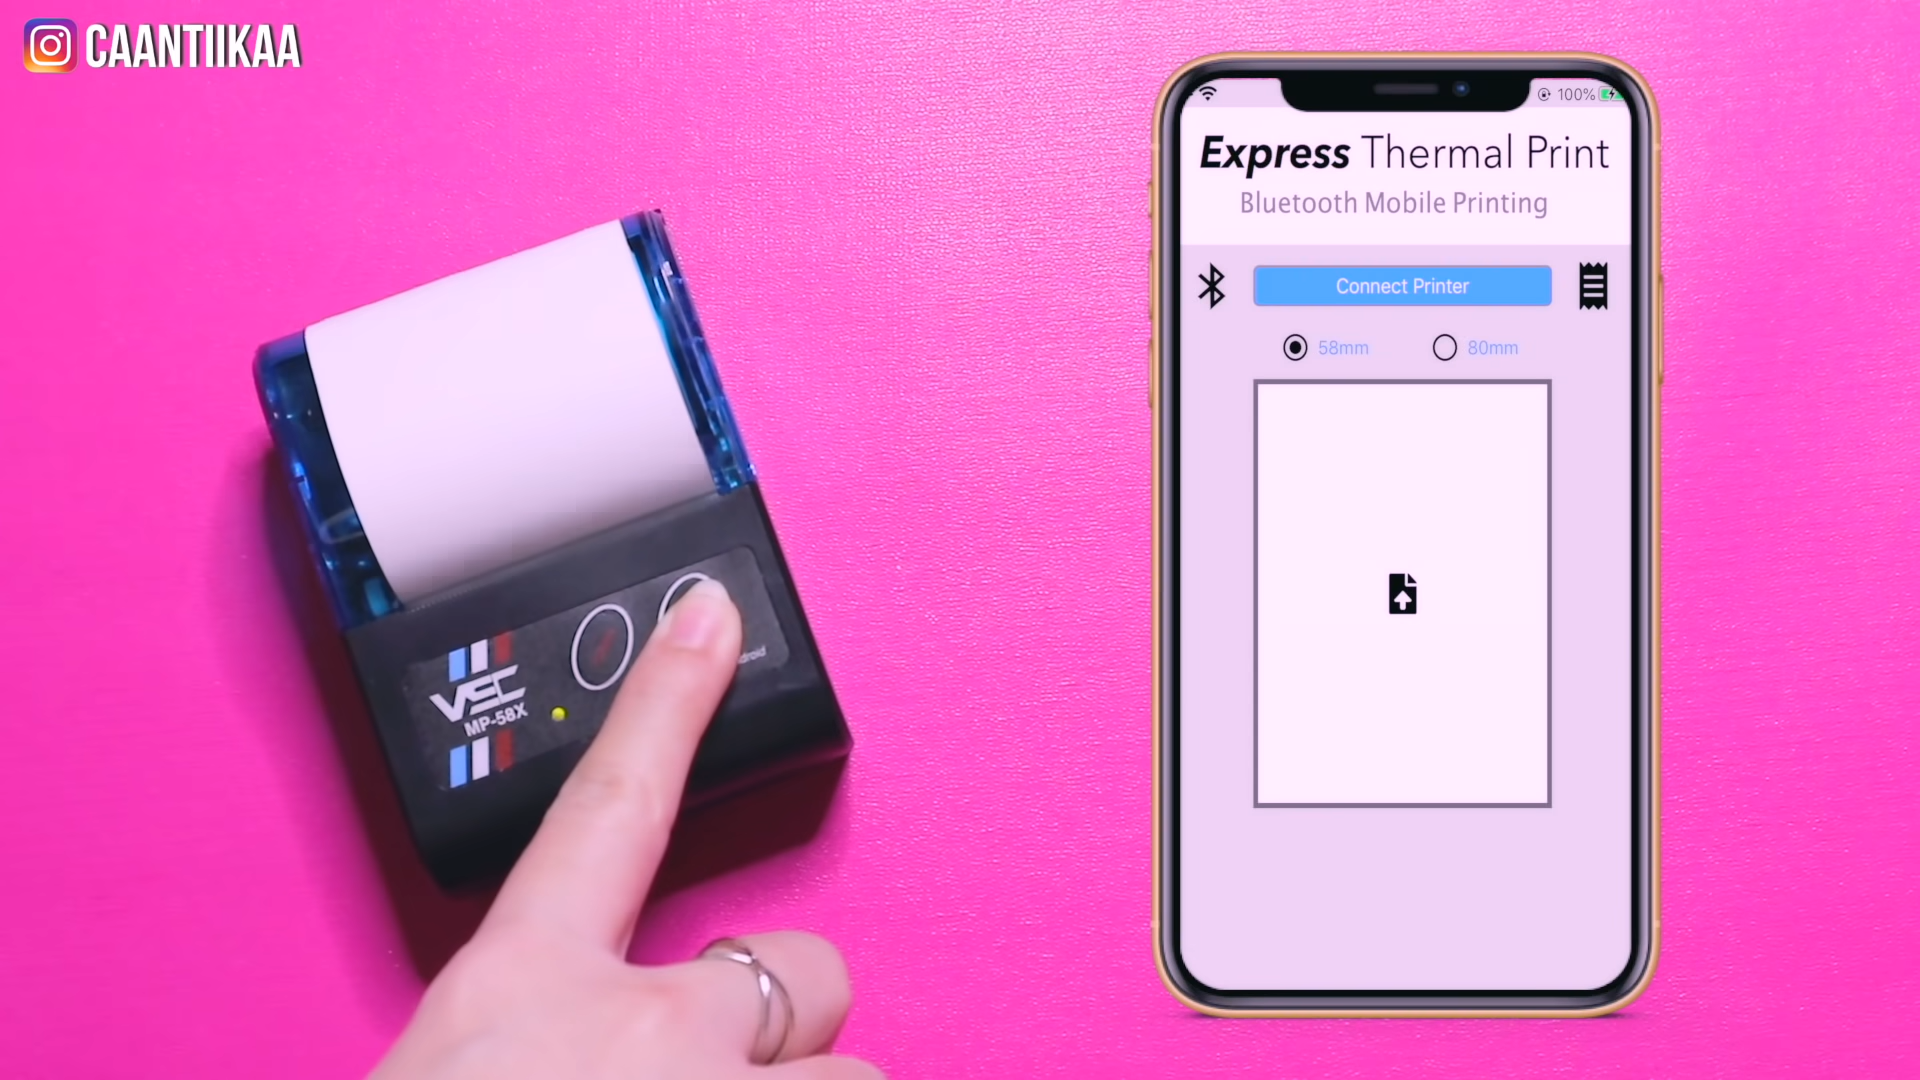 CAANTIIKAA
100%
Express Thermal Print
Bluetooth Mobile Printing
Connect Printer
58mm
80mm
VSC
MP-58X